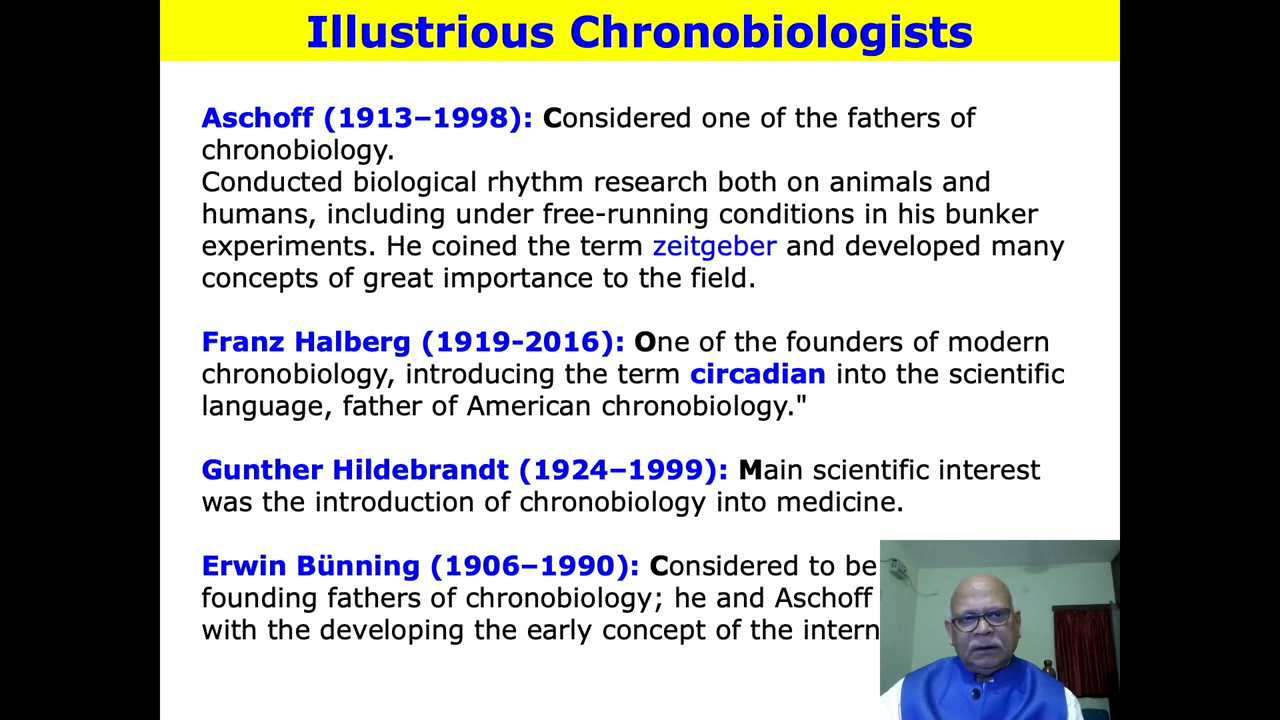 Illustrious Chronobiologists
Aschoff (1913–1998): Considered one of the fathers of
chronobiology.
Conducted biological rhythm research both on animals and
humans, including under free-running conditions in his bunker
experiments. He coined the term zeitgeber and developed many
concepts of great importance to the field.
Franz Halberg (1919-2016): One of the founders of modern
chronobiology, introducing the term circadian into the scientific
language, father of American chronobiology."
Gunther Hildebrandt (1924–1999): Main scientific interest
was the introduction of chronobiology into medicine.
Erwin Bünning (1906–1990): Considered to be
founding fathers of chronobiology; he and Aschoff
with the developing the early concept of the intern